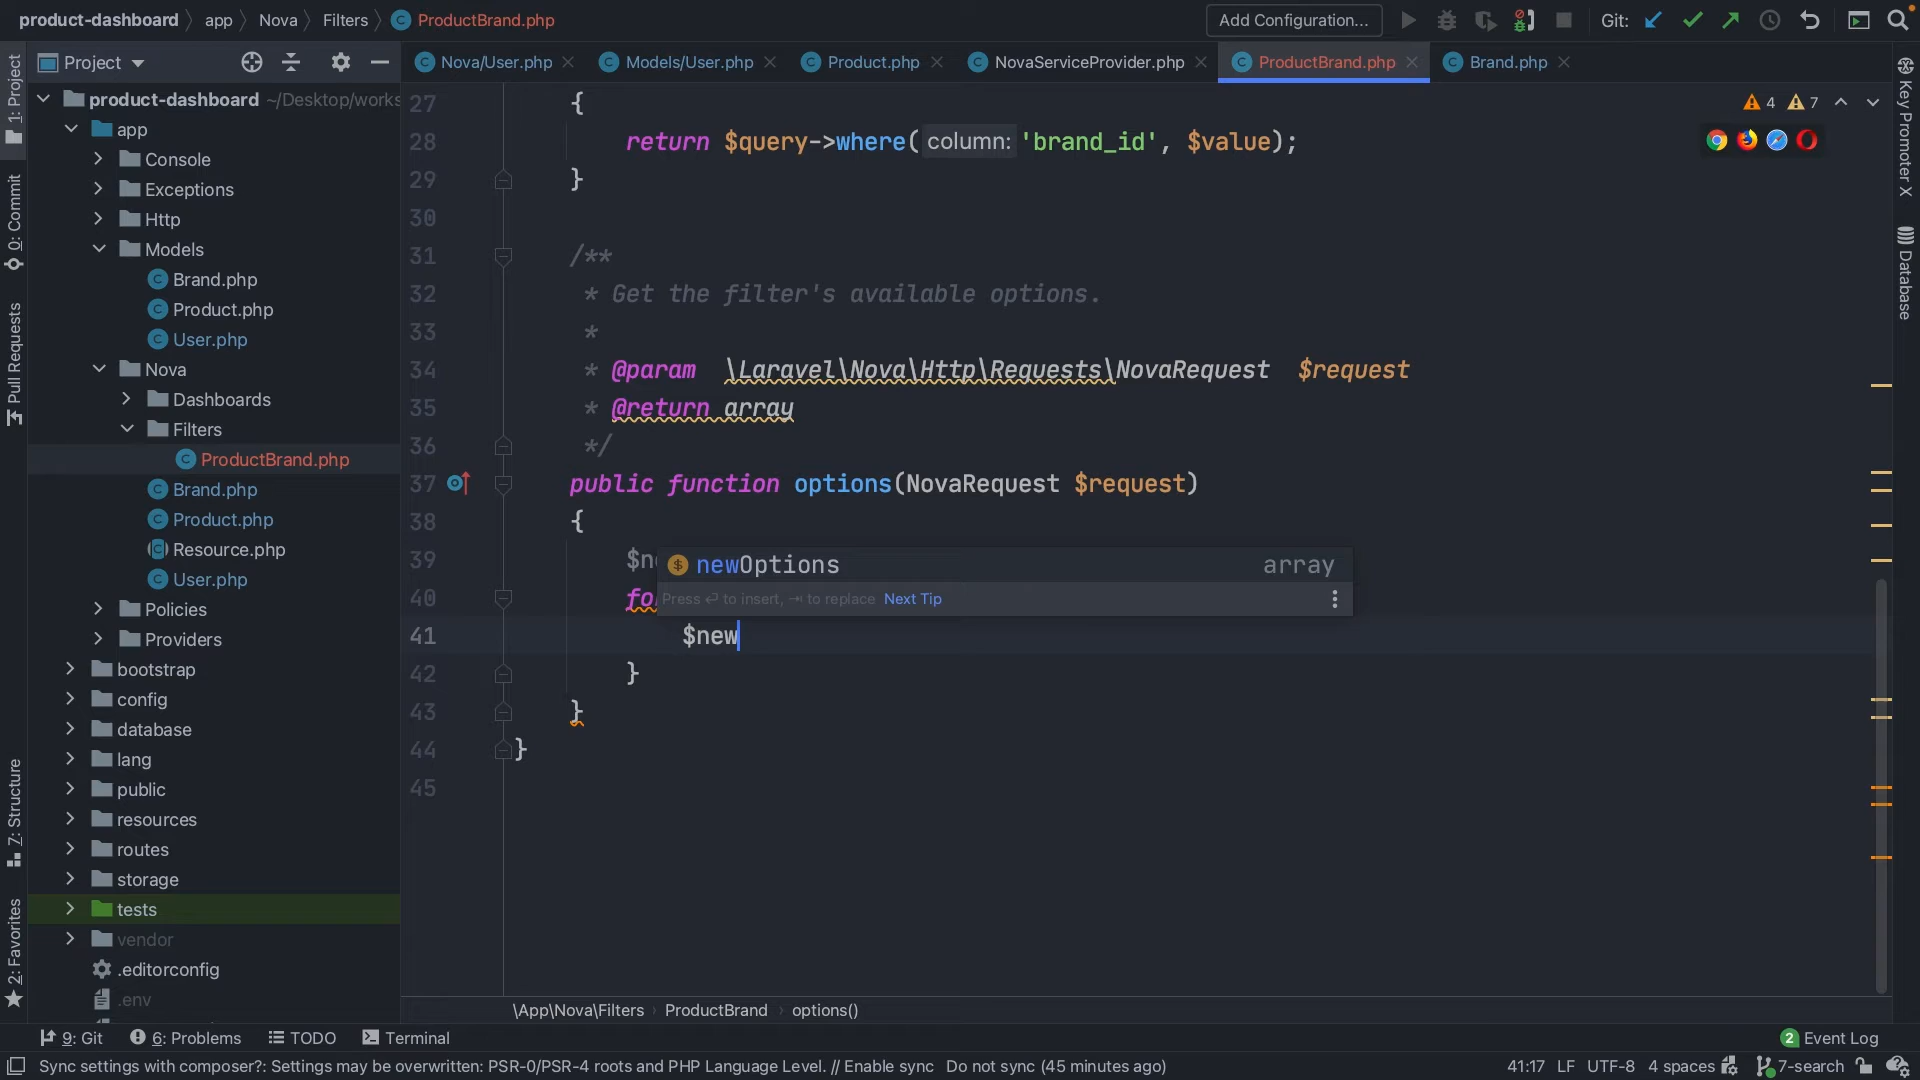 product-dashboard app Nova Filters ProductBrand.php Add Configuration... Git:
Project Nova/User.php Models/User.php Product.php NovaServiceProvider.php ProductBrand.php Brand.php
1: Project
0: Commit
Pull Requests
7: Structure
2: Favorites
product-dashboard ~/Desktop/works
app
Console
Exceptions
Http
Models
Brand.php
Product.php
User.php
Nova
Dashboards
Filters
ProductBrand.php
Brand.php
Product.php
Resource.php
User.php
Policies
Providers
bootstrap
config
database
lang
public
resources
routes
storage
tests
vendor
.editorconfig
.env
4 7
27 {
28 return $query->where( column: 'brand_id', $value);
29 }
30
31 /**
32 * Get the filter's available options.
33 *
34 * @param \Laravel\Nova\Http\Requests\NovaRequest $request
35 * @return array
36 */
37 public function options(NovaRequest $request)
38 {
39 $ne
newOptions array
40 fo
Press ⏎ to insert, ⇥ to replace Next Tip
41 $new
42 }
43 }
44 }
45
Key Promoter X
Database
\App\Nova\Filters ProductBrand options()
9: Git 6: Problems TODO Terminal 2 Event Log
Sync settings with composer?: Settings may be overwritten: PSR-0/PSR-4 roots and PHP Language Level. // Enable sync Do not sync (45 minutes ago) 41:17 LF UTF-8 4 spaces 7-search